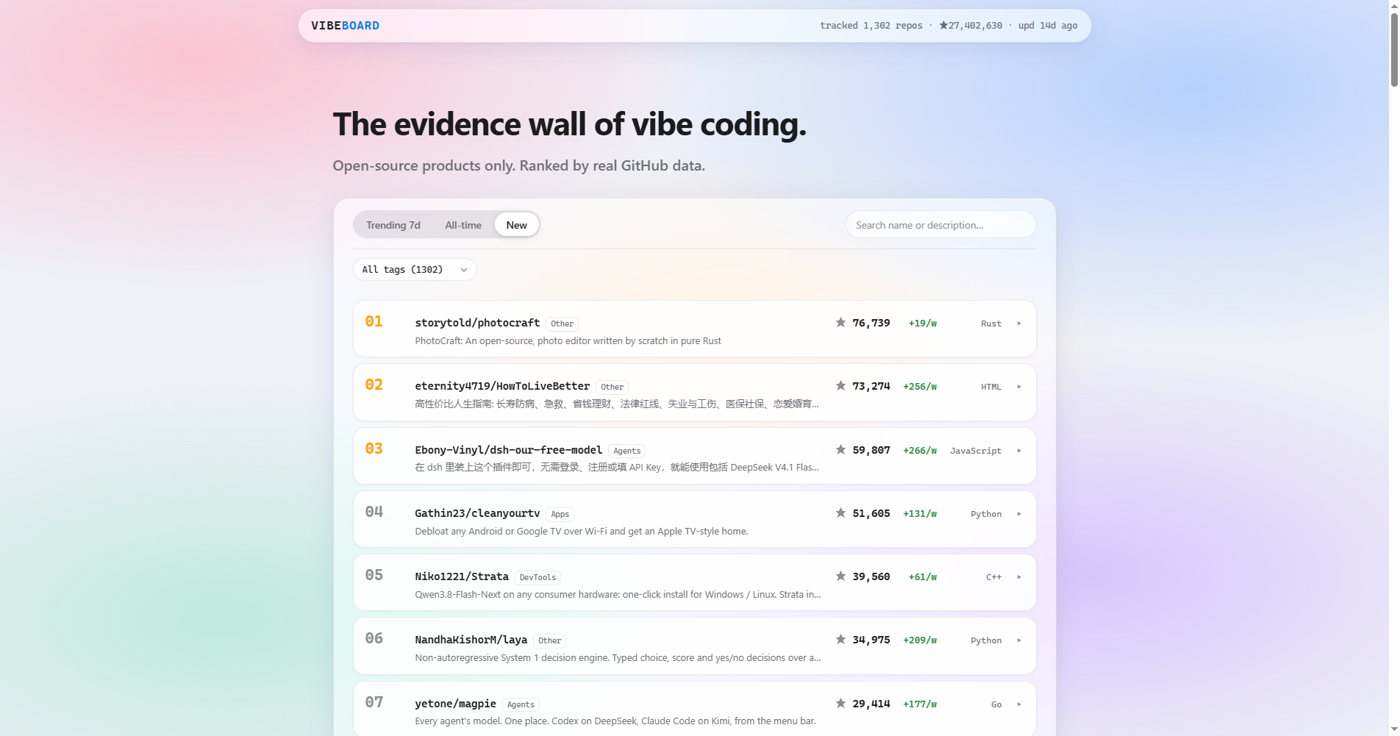 VIBEBOARD
tracked 1,302 repos · ★27,402,630 · upd 14d ago
The evidence wall of vibe coding.
Open-source products only. Ranked by real GitHub data.
Trending 7d All-time New Search name or description...
All tags (1302)
01 storytold/photocraft Other ★ 76,739 +19/w Rust ▸
PhotoCraft: An open-source, photo editor written by scratch in pure Rust
02 eternity4719/HowToLiveBetter Other ★ 73,274 +256/w HTML ▸
高性价比人生指南: 长寿防病、急救、省钱理财、法律红线、失业与工伤、医保社保、恋爱婚育...
03 Ebony-Vinyl/dsh-our-free-model Agents ★ 59,807 +266/w JavaScript ▸
在 dsh 里装上这个插件即可，无需登录、注册或填 API Key，就能使用包括 DeepSeek V4.1 Flas...
04 Gathin23/cleanyourtv Apps ★ 51,605 +131/w Python ▸
Debloat any Android or Google TV over Wi-Fi and get an Apple TV-style home.
05 Niko1221/Strata DevTools ★ 39,560 +61/w C++ ▸
Qwen3.8-Flash-Next on any consumer hardware: one-click install for Windows / Linux. Strata in...
06 NandhaKishorM/laya Other ★ 34,975 +209/w Python ▸
Non-autoregressive System 1 decision engine. Typed choice, score and yes/no decisions over a...
07 yetone/magpie Agents ★ 29,414 +177/w Go ▸
Every agent's model. One place. Codex on DeepSeek, Claude Code on Kimi, from the menu bar.